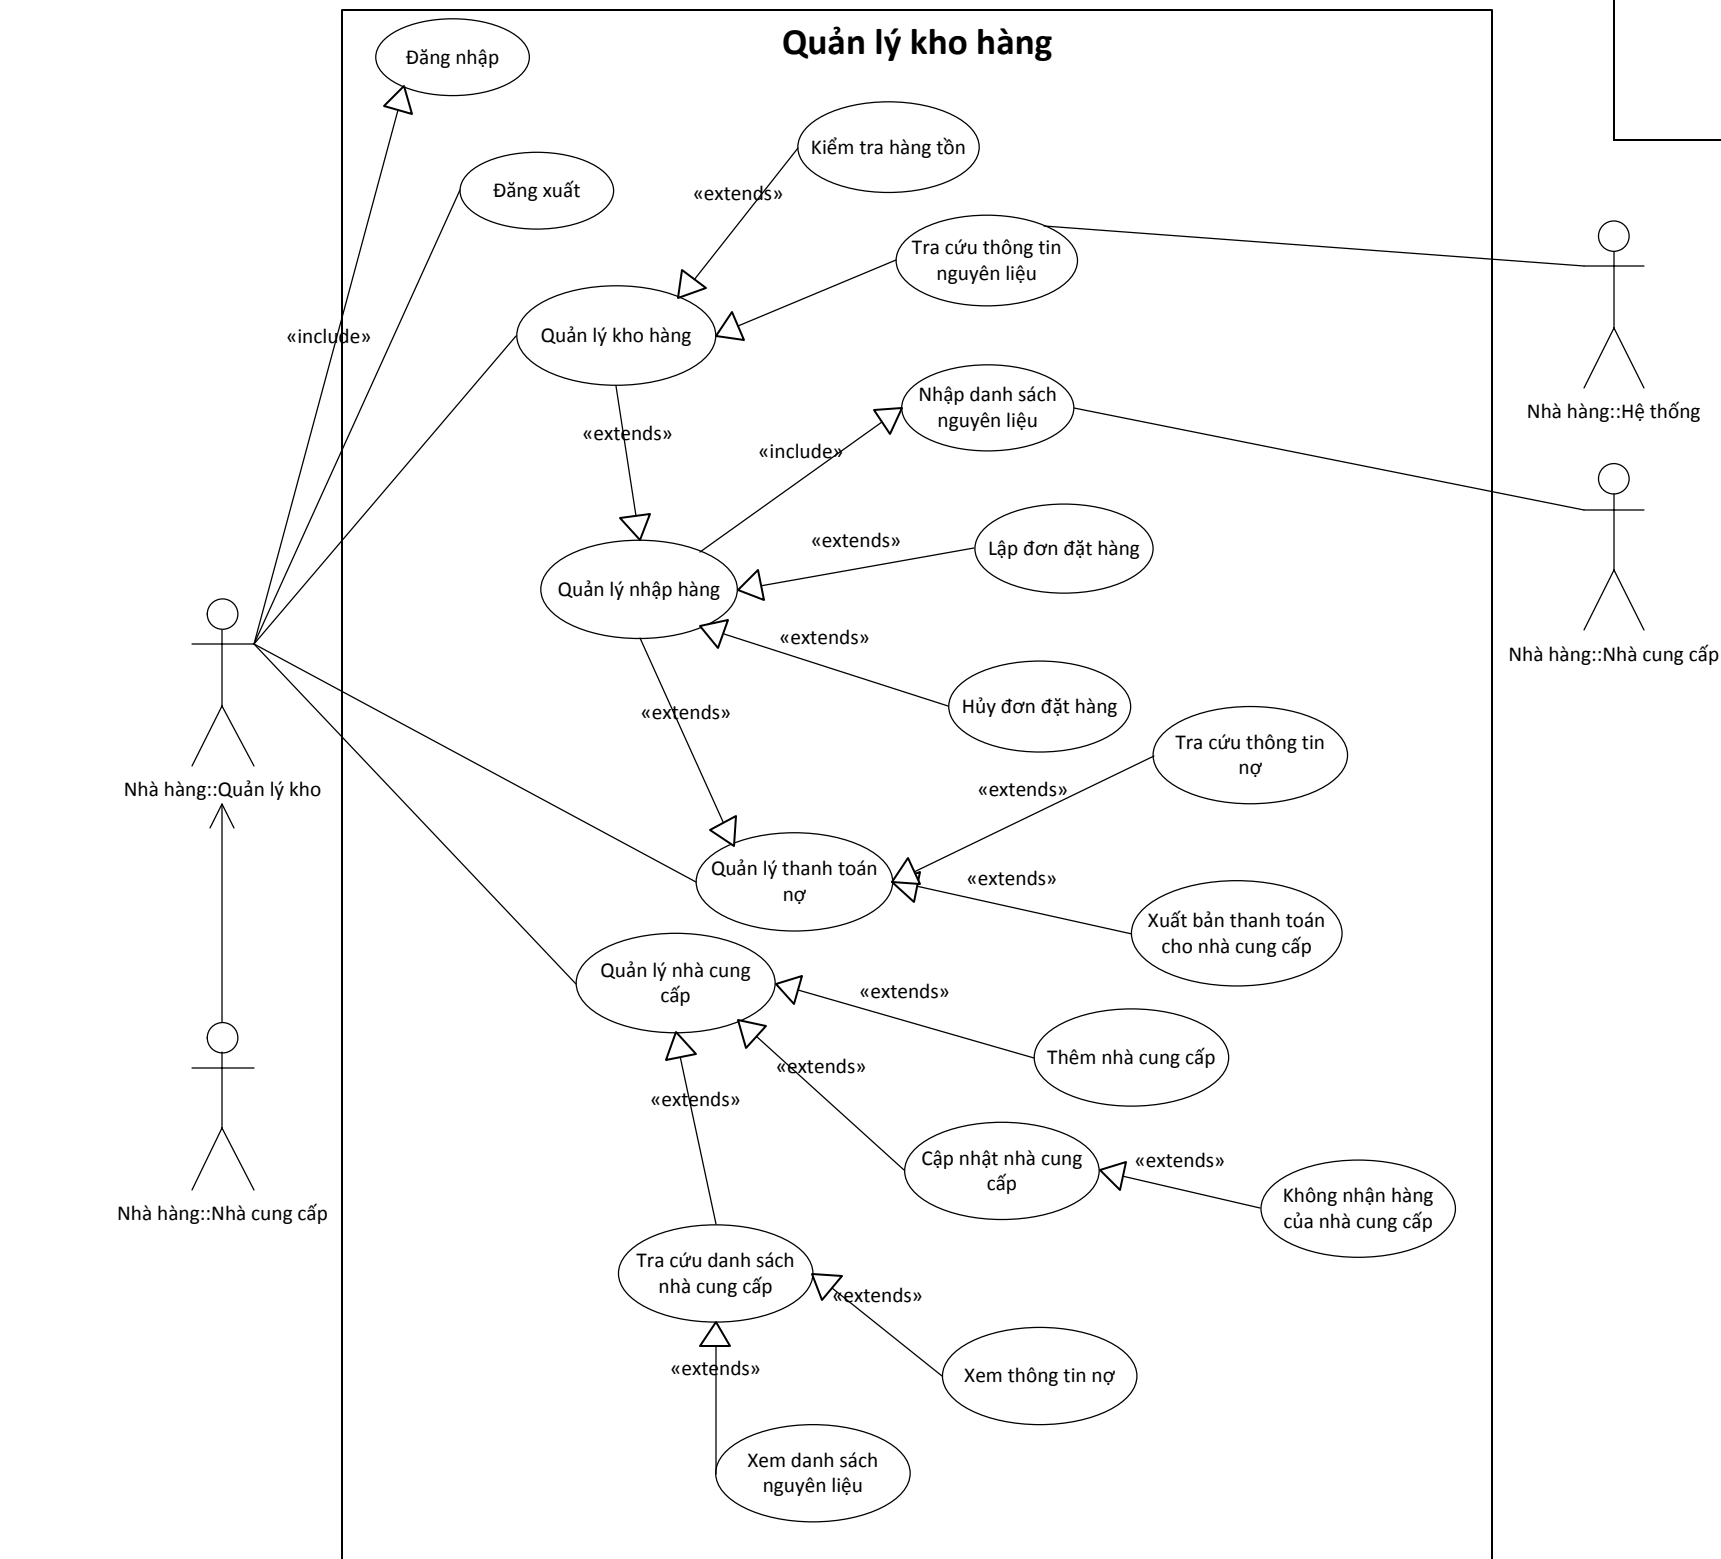 Quản lý kho hàng
Đăng nhập
Kiểm tra hàng tồn
Đăng xuất
«extends»
Tra cứu thông tin
nguyên liệu
«include»
Quản lý kho hàng
Nhập danh sách
nguyên liệu
Nhà hàng::Hệ thống
«extends»
«include»
«extends»
Lập đơn đặt hàng
Quản lý nhập hàng
«extends»
Nhà hàng::Nhà cung cấp
«extends»
Hủy đơn đặt hàng
Tra cứu thông tin
nợ
Nhà hàng::Quản lý kho
«extends»
Quản lý thanh toán
nợ
«extends»
Xuất bản thanh toán
cho nhà cung cấp
Quản lý nhà cung
cấp
«extends»
Thêm nhà cung cấp
«extends»
«extends»
Cập nhật nhà cung
cấp
«extends»
Không nhận hàng
của nhà cung cấp
Nhà hàng::Nhà cung cấp
Tra cứu danh sách
nhà cung cấp
«extends»
«extends»
Xem thông tin nợ
Xem danh sách
nguyên liệu